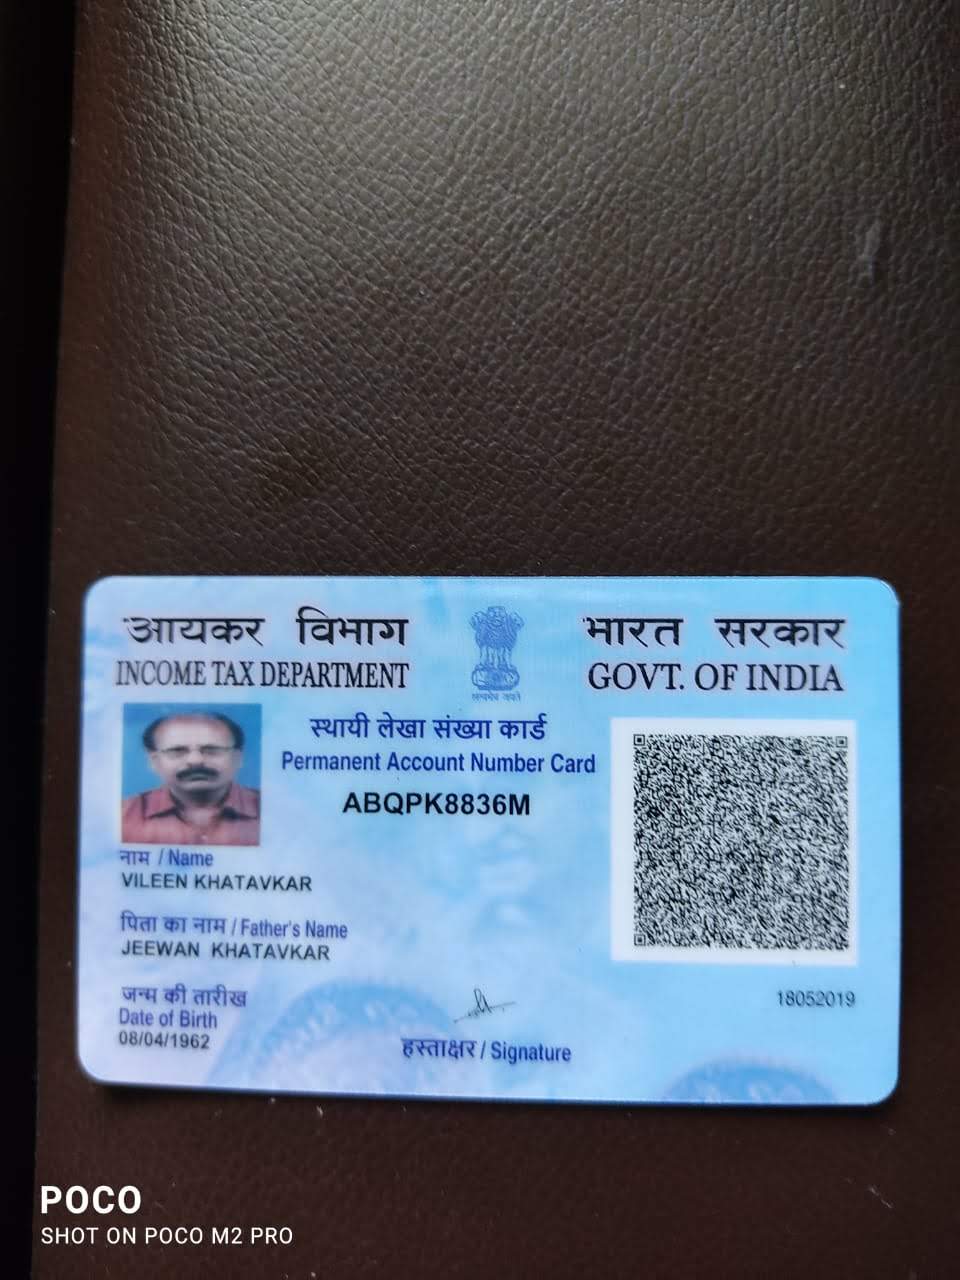 आयकर विभाग
INCOME TAX DEPARTMENT
सत्यमेव जयते
भारत सरकार
GOVT. OF INDIA
स्थायी लेखा संख्या कार्ड
Permanent Account Number Card
ABQPK8836M
नाम / Name
VILEEN KHATAVKAR
पिता का नाम / Father's Name
JEEWAN KHATAVKAR
जन्म की तारीख
Date of Birth
08/04/1962
हस्ताक्षर / Signature
18052019
POCO
SHOT ON POCO M2 PRO